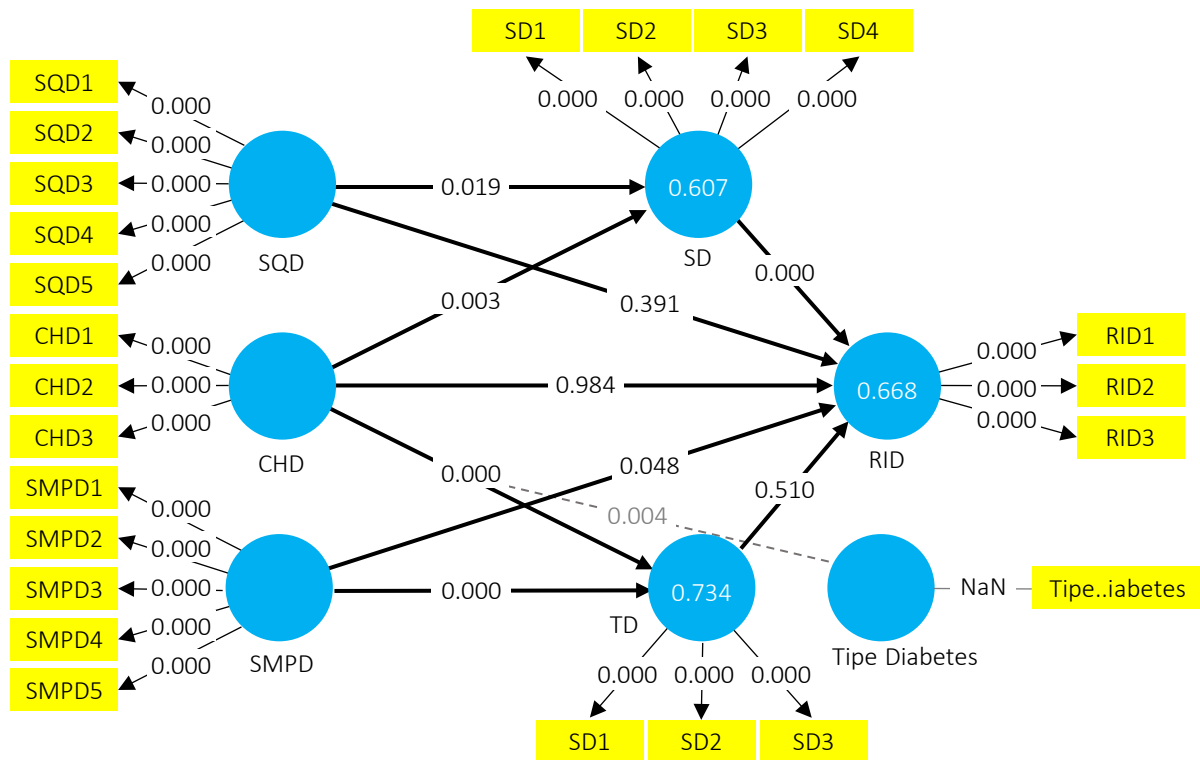 SD1 SD2 SD3 SD4
0.000 0.000 0.000 0.000
SQD1
0.000
SQD2
0.000
SQD3
0.000
SQD4
0.000
SQD5
0.000
SQD
0.019
0.607
SD
0.000
0.003
0.391
CHD1
0.000
CHD2
0.000
CHD3
0.000
CHD
0.984
0.668
RID
RID1
0.000
RID2
0.000
RID3
0.000
0.000
0.048
0.510
0.004
SMPD1
0.000
SMPD2
0.000
SMPD3
0.000
SMPD4
0.000
SMPD5
0.000
SMPD
0.000
0.734
TD
NaN
Tipe..iabetes
Tipe Diabetes
0.000 0.000 0.000
SD1 SD2 SD3